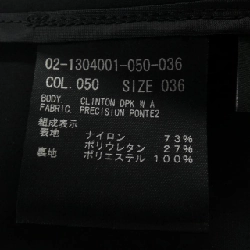 02-1304001-050-036
COL. 050 SIZE 036
BODY CLINTON DPK N A
FABRIC PRECISION PONTE2
組成表示
表地 ナイロン 73%
ポリウレタン 27%
裏地 ポリエステル 100%